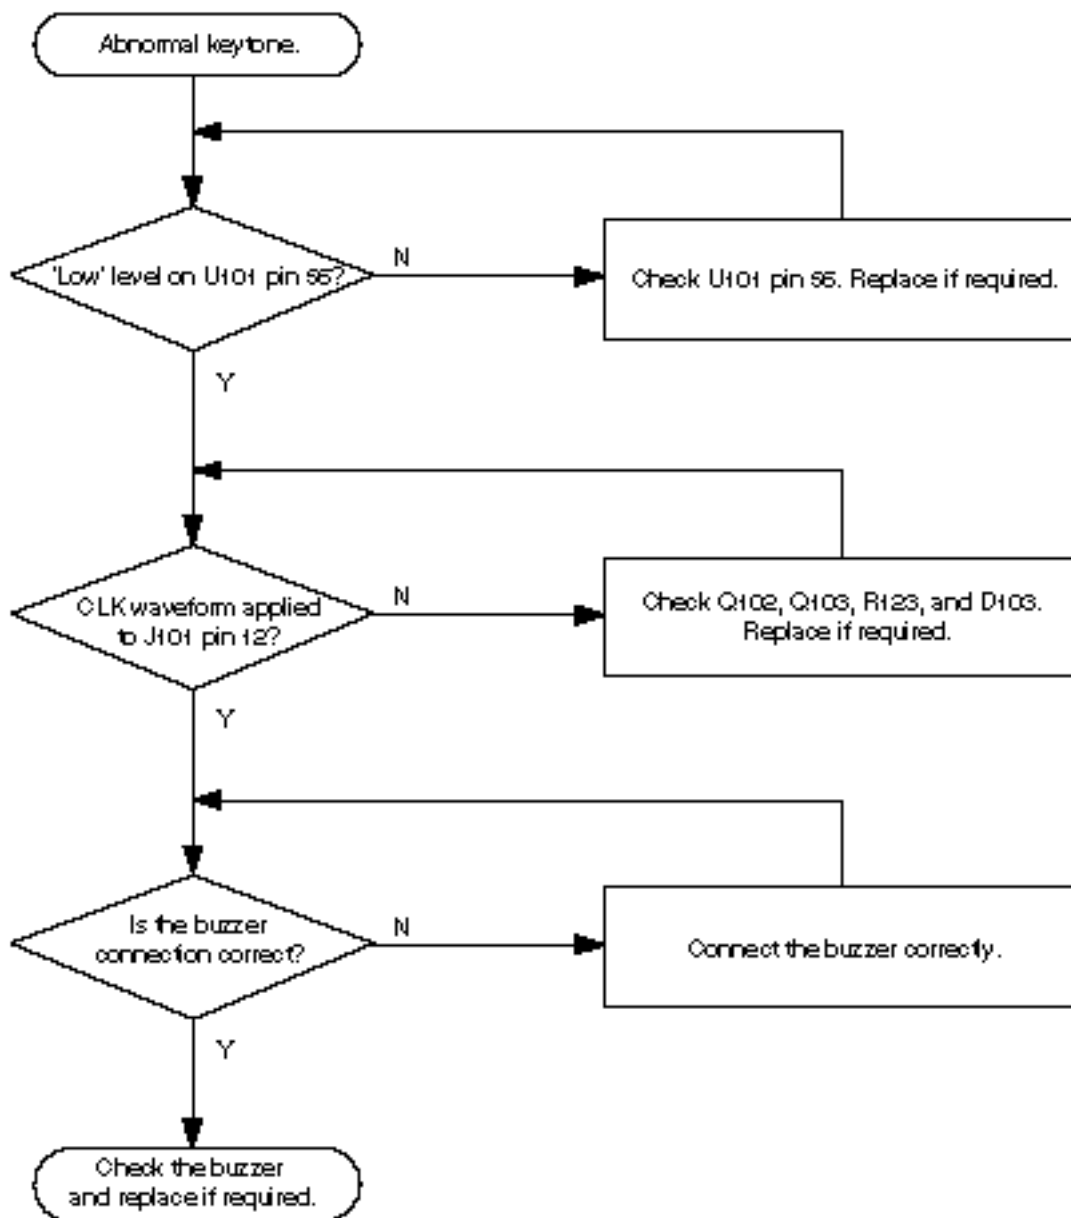 Abnormal keytone.
'Low' level on U101 pin 56?
N
Check U101 pin 56. Replace if required.
Y
CLK waveform applied
to J101 pin 12?
N
Check Q102, Q103, R123, and D103.
Replace if required.
Y
Is the buzzer
connection correct?
N
Connect the buzzer correctly.
Y
Check the buzzer
and replace if required.